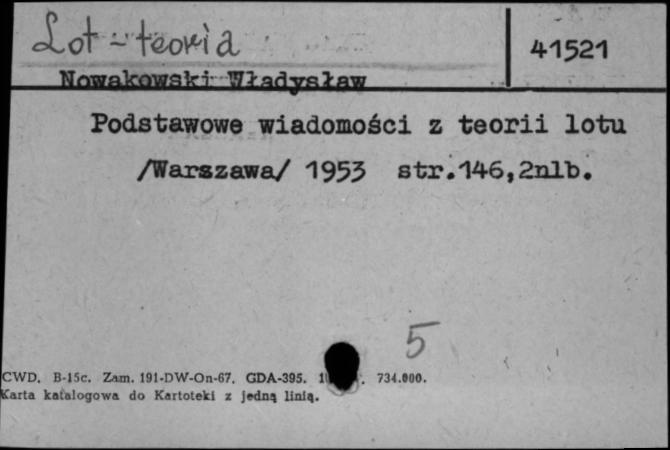 Lot - teoria
41521
Nowakowski Władysław
Podstawowe wiadomości z teorii lotu
/Warszawa/ 1953 str.146,2nlb.
5
CWD. B-15c. Zam. 191-DW-On-67. GDA-395. 734.000.
Karta katalogowa do Kartoteki z jedną linią.